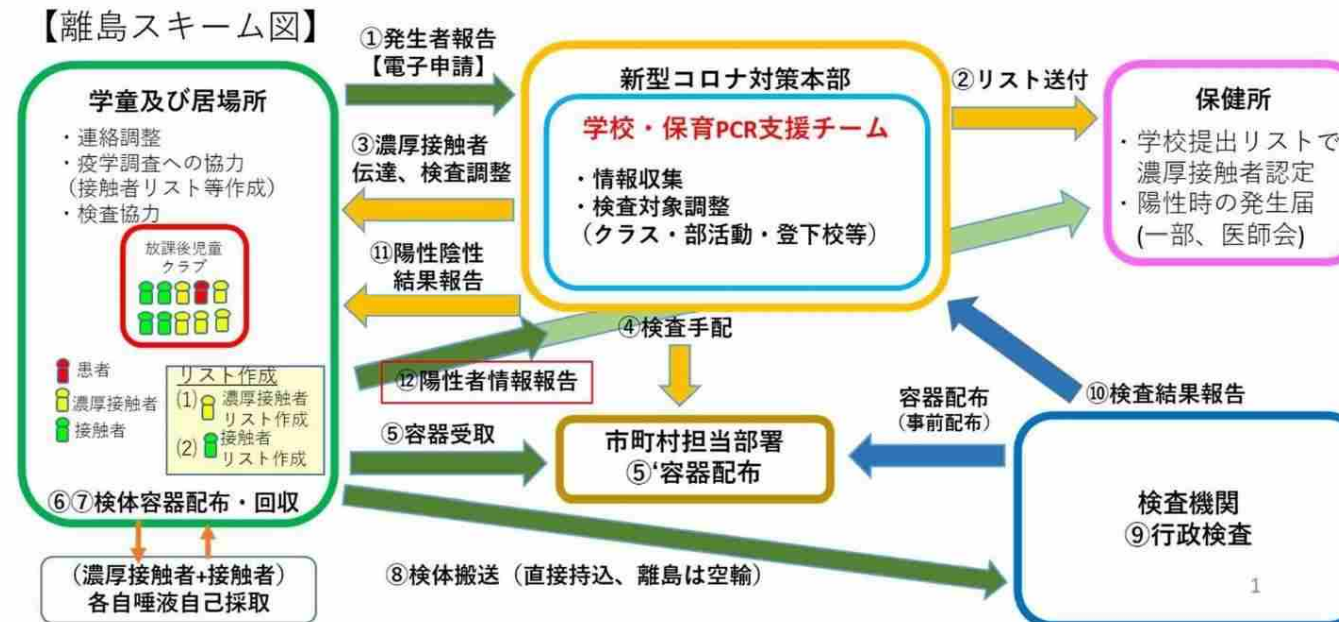 【離島スキーム図】
学童及び居場所
・連絡調整
・疫学調査への協力
(接触者リスト等作成)
・検査協力
放課後児童
クラブ
患者
濃厚接触者
接触者
リスト作成
(1) 濃厚接触者
リスト作成
(2) 接触者
リスト作成
⑥⑦検体容器配布・回収
(濃厚接触者+接触者)
各自唾液自己採取
①発生者報告
【電子申請】
③濃厚接触者
伝達、検査調整
⑪陽性陰性
結果報告
⑫陽性者情報報告
⑤容器受取
⑧検体搬送（直接持込、離島は空輸）
新型コロナ対策本部
学校・保育PCR支援チーム
・情報収集
・検査対象調整
（クラス・部活動・登下校等）
④検査手配
市町村担当部署
⑤‘容器配布
②リスト送付
保健所
・学校提出リストで
濃厚接触者認定
・陽性時の発生届
(一部、医師会)
容器配布
(事前配布)
⑩検査結果報告
検査機関
⑨行政検査
1